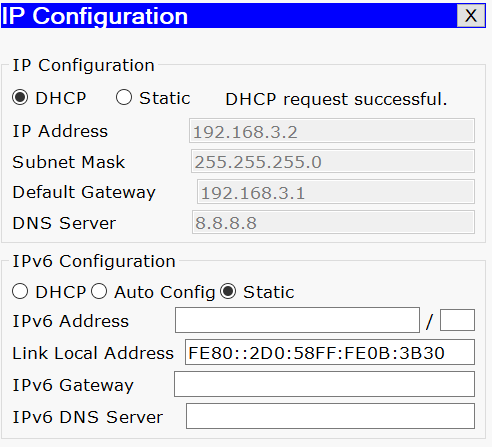 IP Configuration X
IP Configuration
DHCP Static DHCP request successful.
IP Address 192.168.3.2
Subnet Mask 255.255.255.0
Default Gateway 192.168.3.1
DNS Server 8.8.8.8
IPv6 Configuration
DHCP Auto Config Static
IPv6 Address /
Link Local Address FE80::2D0:58FF:FE0B:3B30
IPv6 Gateway
IPv6 DNS Server